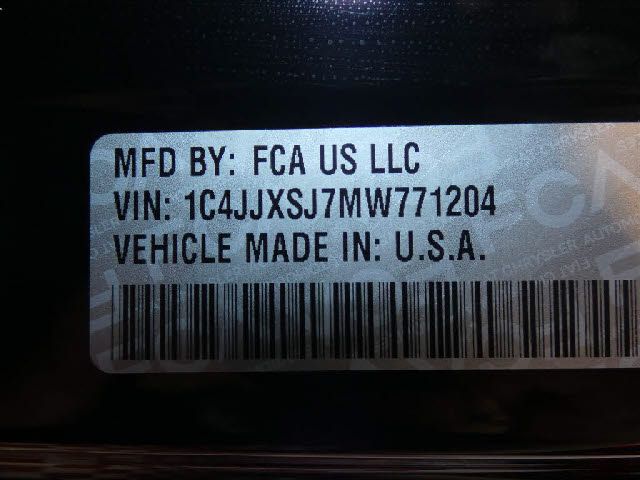 MFD BY: FCA US LLC
VIN: 1C4JJXSJ7MW771204
VEHICLE MADE IN: U.S.A.